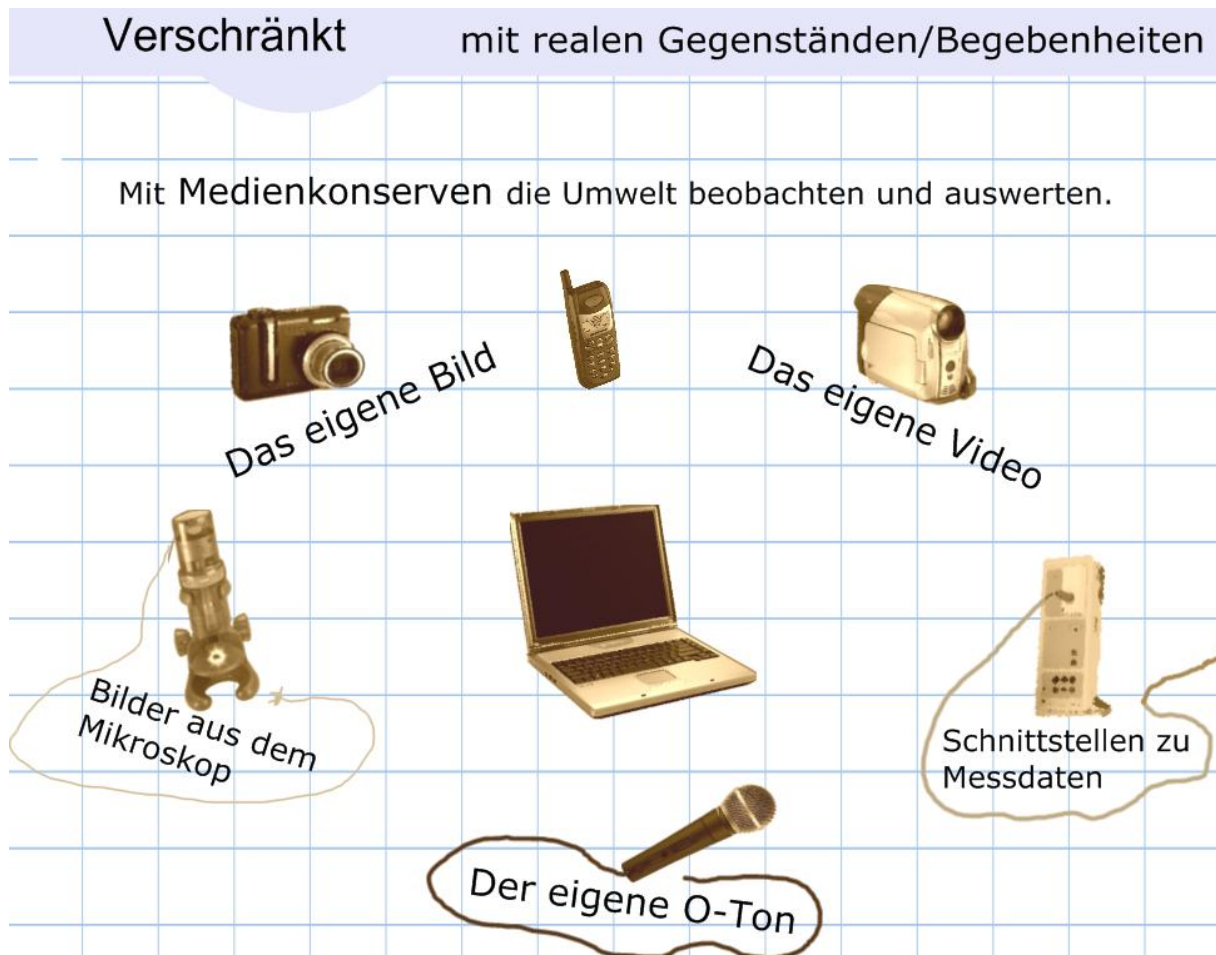 Verschränkt mit realen Gegenständen/Begebenheiten
Mit Medienkonserven die Umwelt beobachten und auswerten.
Das eigene Bild
Das eigene Video
Bilder aus dem
Mikroskop
Schnittstellen zu
Messdaten
Der eigene O-Ton